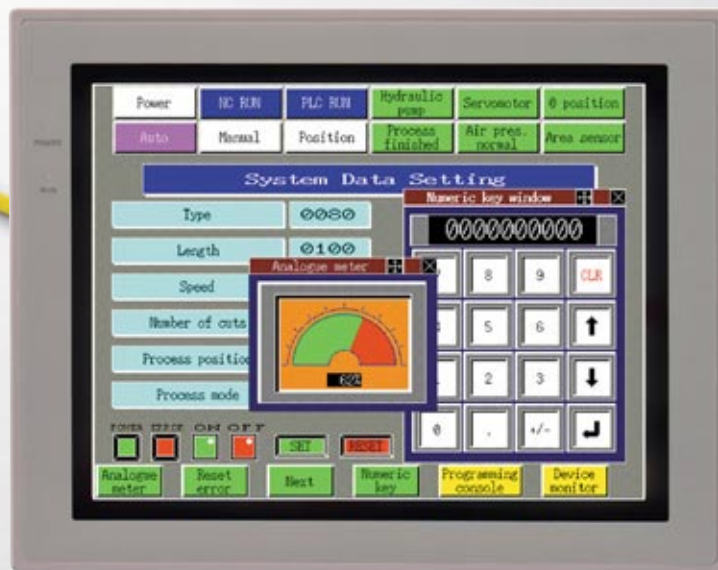 Power NC RUN PLC RUN Hydraulic pump Servomotor 0 position
Auto Manual Position Process finished Air pres. normal Area sensor
System Data Setting
Numeric key window
0000000000
Type 0080
Length 0100
Analogue meter
Speed
8 9 CLR
Number of cuts
5 6
Process position
62%
2 3
Process mode
0 . +/-
POWER ERROR ON OFF
SET RESET
Analogue meter Reset error Next Numeric key Programming console Device monitor